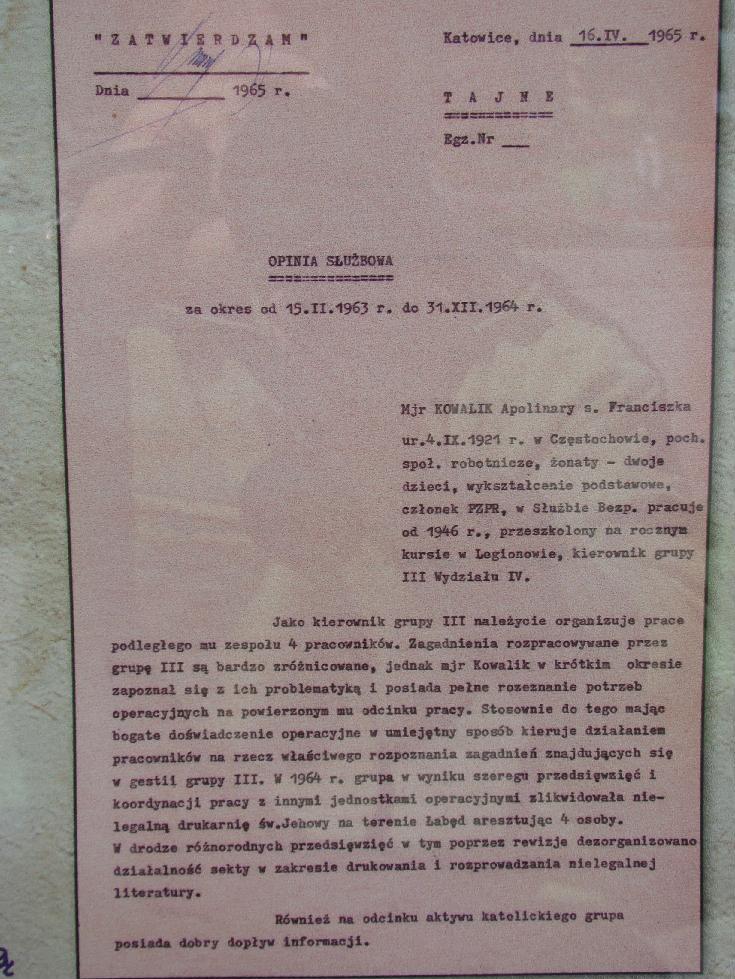 "ZATWIERDZAM"
Katowice, dnia 16.IV. 1965 r.
Dnia 1965 r.
TAJNE
Egz.Nr
OPINIA SŁUŻBOWA
za okres od 15.II.1963 r. do 31.XII.1964 r.
Mjr KOWALIK Apolinary s. Franciszka
ur.4.IX.1921 r. w Częstochowie, poch.
społ. robotnicze, żonaty - dwoje
dzieci, wykształcenie podstawowe,
członek PZPR, w Służbie Bezp. pracuje
od 1946 r., przeszkolony na rocznym
kursie w Legionowie, kierownik grupy
III Wydziału IV.
Jako kierownik grupy III należycie organizuje prace
podległego mu zespołu 4 pracowników. Zagadnienia rozpracowywane przez
grupę III są bardzo zróżnicowane, jednak mjr Kowalik w krótkim okresie
zapoznał się z ich problematyką i posiada pełne rozeznanie potrzeb
operacyjnych na powierzonym mu odcinku pracy. Stosownie do tego mając
bogate doświadczenie operacyjne w umiejętny sposób kieruje działaniem
pracowników na rzecz właściwego rozpoznania zagadnień znajdujących się
w gestii grupy III. W 1964 r. grupa w wyniku szeregu przedsięwzięć i
koordynacji pracy z innymi jednostkami operacyjnymi zlikwidowała nie-
legalną drukarnię św.Jehowy na terenie Łabęd aresztując 4 osoby.
W drodze różnorodnych przedsięwzięć w tym poprzez rewizje dezorganizowano
działalność sekty w zakresie drukowania i rozprowadzania nielegalnej
literatury.
Również na odcinku aktywu katolickiego grupa
posiada dobry dopływ informacji.